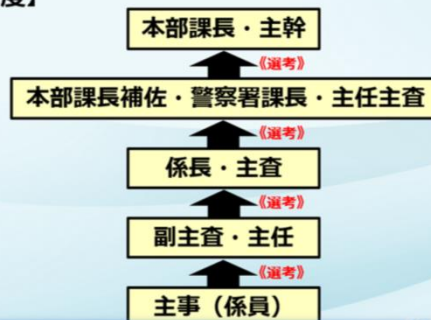 度】
本部課長・主幹
《選考》
本部課長補佐・警察署課長・主任主査
《選考》
係長・主査
《選考》
副主査・主任
《選考》
主事（係員）